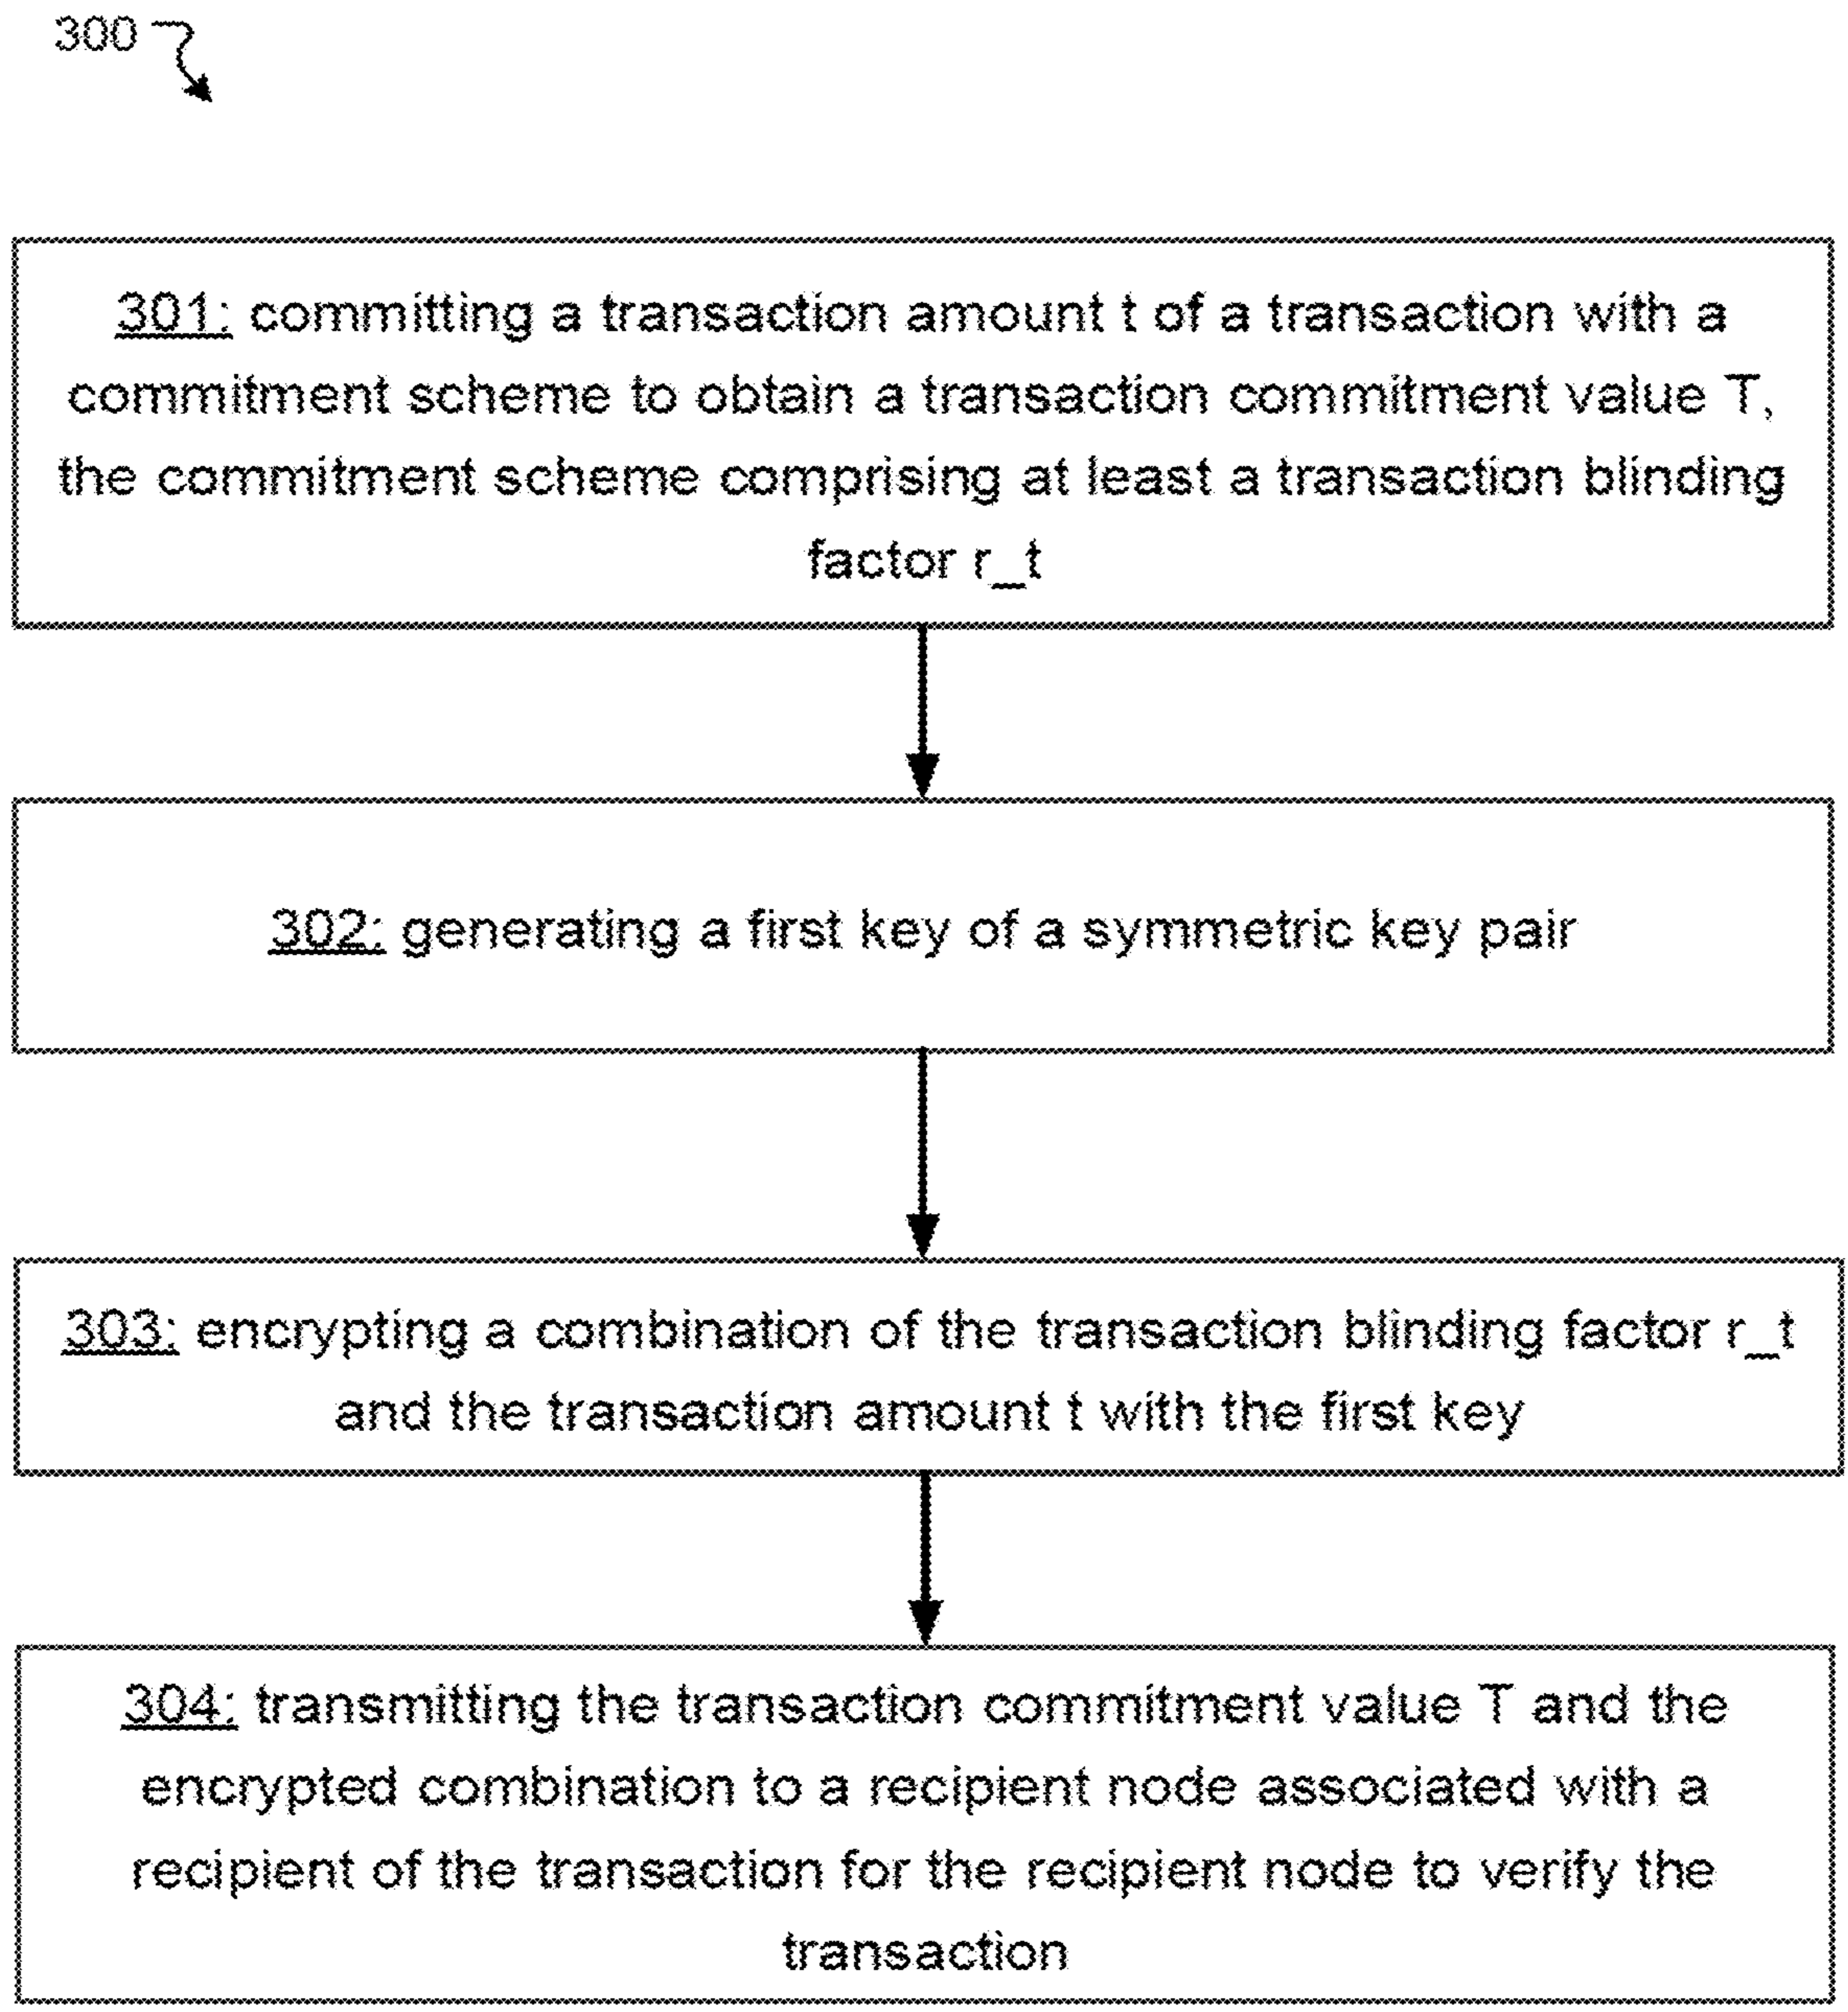 300
301: committing a transaction amount t of a transaction with a
commitment scheme to obtain a transaction commitment value T,
the commitment scheme comprising at least a transaction blinding
factor r_t
302: generating a first key of a symmetric key pair
303: encrypting a combination of the transaction blinding factor r_t
and the transaction amount t with the first key
304: transmitting the transaction commitment value T and the
encrypted combination to a recipient node associated with a
recipient of the transaction for the recipient node to verify the
transaction